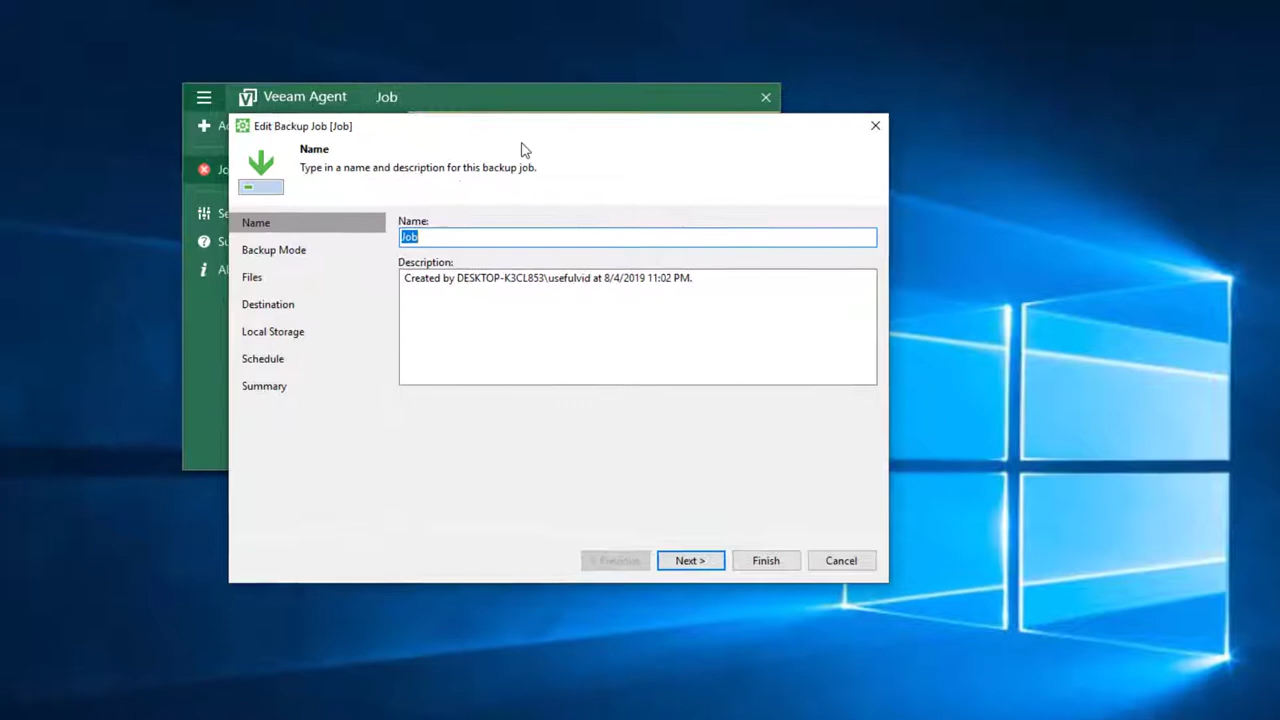 Veeam Agent Job
Edit Backup Job [Job]
Name
Type in a name and description for this backup job.
Name
Backup Mode
Files
Destination
Local Storage
Schedule
Summary
Name:
Job
Description:
Created by DESKTOP-K3CL853\usefulvid at 8/4/2019 11:02 PM.
< Previous
Next >
Finish
Cancel